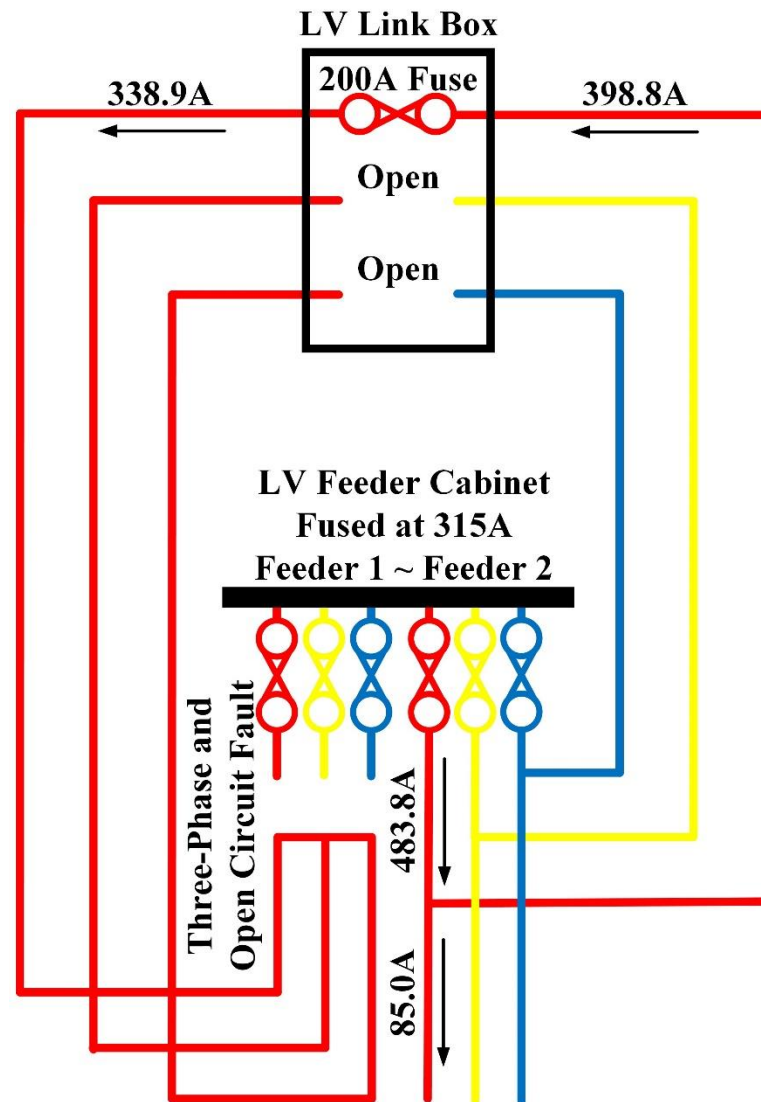 LV Link Box
200A Fuse
338.9A
398.8A
Open
Open
LV Feeder Cabinet
Fused at 315A
Feeder 1 ~ Feeder 2
Three-Phase and
Open Circuit Fault
483.8A
85.0A